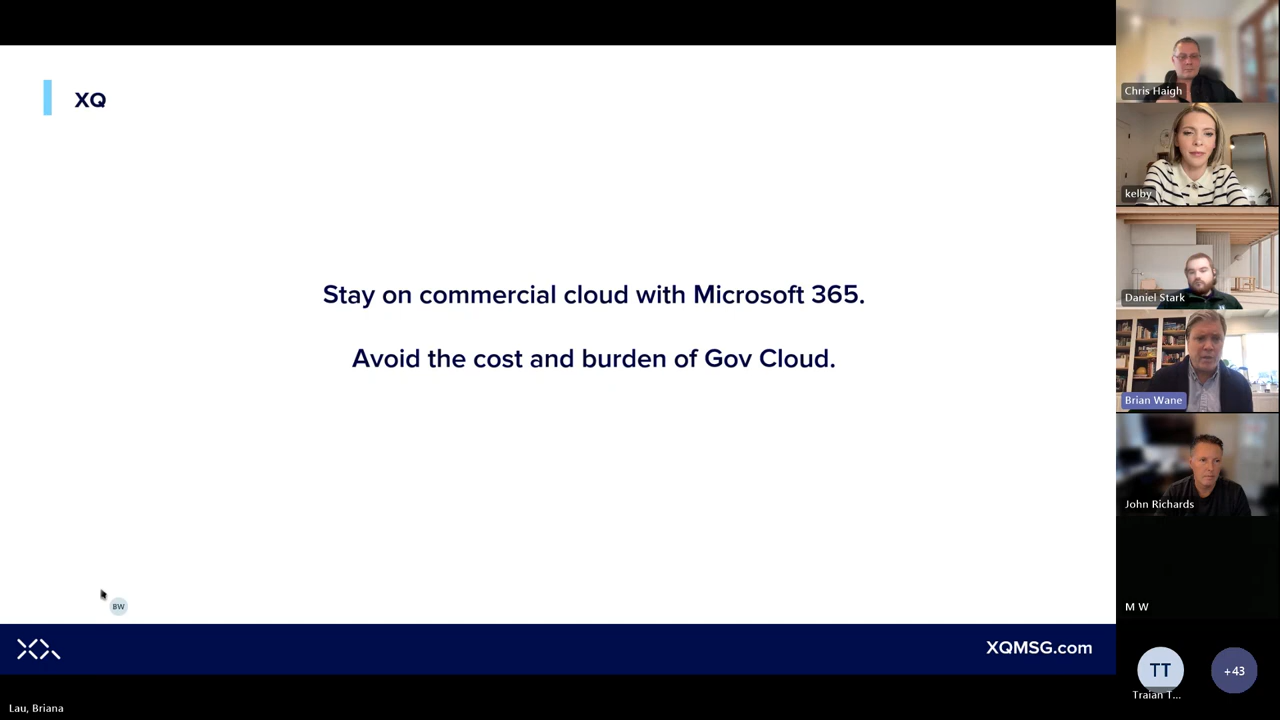 XQ
Stay on commercial cloud with Microsoft 365.
Avoid the cost and burden of Gov Cloud.
BW
XQMSG.com
Lau, Briana
Chris Haigh
kelby
Daniel Stark
Brian Wane
John Richards
M W
TT
Traian T...
+43